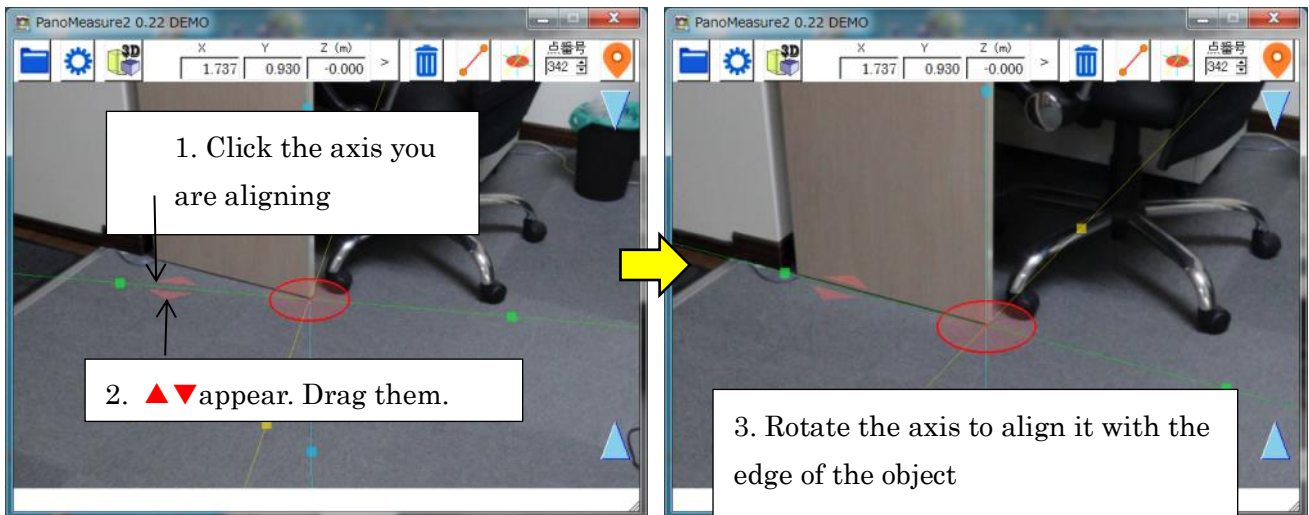 PanoMeasure2 0.22 DEMO
3D
X Y Z (m)
1.737 0.930 -0.000 >
点番号
342
1. Click the axis you
are aligning
2. ▲▼appear. Drag them.
PanoMeasure2 0.22 DEMO
3D
X Y Z (m)
1.737 0.930 -0.000 >
点番号
342
3. Rotate the axis to align it with the
edge of the object